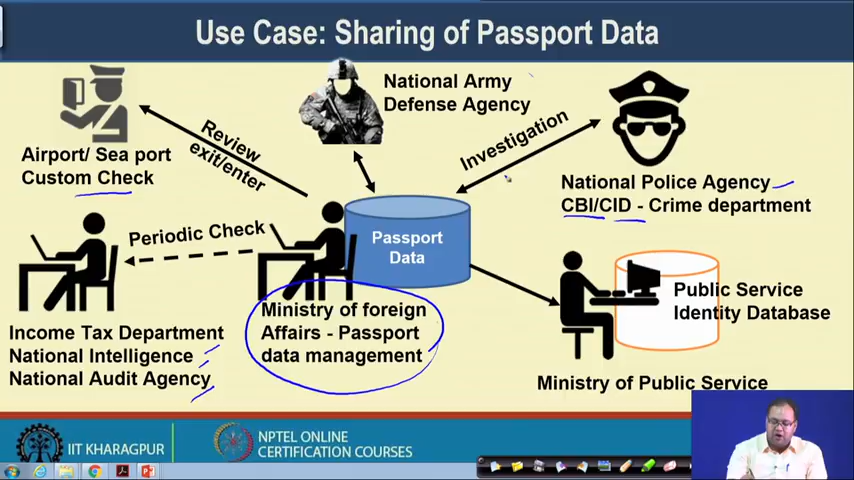 Use Case: Sharing of Passport Data
National Army
Defense Agency
Review
exit/enter
Investigation
Airport/ Sea port
Custom Check
National Police Agency
CBI/CID - Crime department
Periodic Check
Passport
Data
Public Service
Identity Database
Ministry of foreign
Affairs - Passport
data management
Income Tax Department
National Intelligence
National Audit Agency
Ministry of Public Service
IIT KHARAGPUR
NPTEL ONLINE
CERTIFICATION COURSES